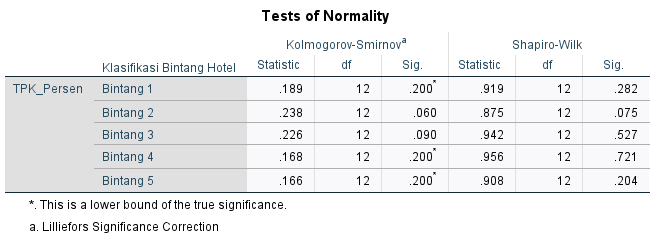 Tests of Normality
Kolmogorov-Smirnovᵃ Shapiro-Wilk
Klasifikasi Bintang Hotel Statistic df Sig. Statistic df Sig.
TPK_Persen Bintang 1 .189 12 .200* .919 12 .282
Bintang 2 .238 12 .060 .875 12 .075
Bintang 3 .226 12 .090 .942 12 .527
Bintang 4 .168 12 .200* .956 12 .721
Bintang 5 .166 12 .200* .908 12 .204
*. This is a lower bound of the true significance.
a. Lilliefors Significance Correction